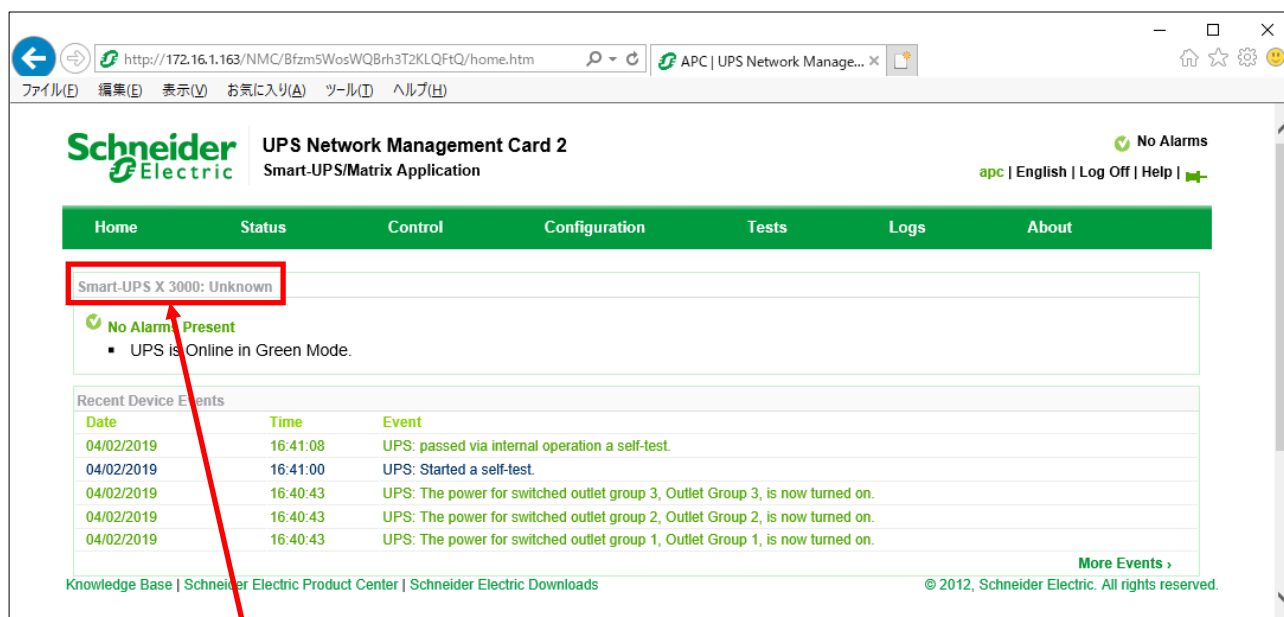 http://172.16.1.163/NMC/Bfzm5WosWQBrh3T2KLQFtQ/home.htm
APC | UPS Network Manage...
ファイル(F) 編集(E) 表示(V) お気に入り(A) ツール(T) ヘルプ(H)
Schneider Electric
UPS Network Management Card 2
Smart-UPS/Matrix Application
No Alarms
apc | English | Log Off | Help |
Home Status Control Configuration Tests Logs About
Smart-UPS X 3000: Unknown
No Alarms Present
▪ UPS is Online in Green Mode.
Recent Device Events
Date Time Event
04/02/2019 16:41:08 UPS: passed via internal operation a self-test.
04/02/2019 16:41:00 UPS: Started a self-test.
04/02/2019 16:40:43 UPS: The power for switched outlet group 3, Outlet Group 3, is now turned on.
04/02/2019 16:40:43 UPS: The power for switched outlet group 2, Outlet Group 2, is now turned on.
04/02/2019 16:40:43 UPS: The power for switched outlet group 1, Outlet Group 1, is now turned on.
More Events ›
Knowledge Base | Schneider Electric Product Center | Schneider Electric Downloads
© 2012, Schneider Electric. All rights reserved.